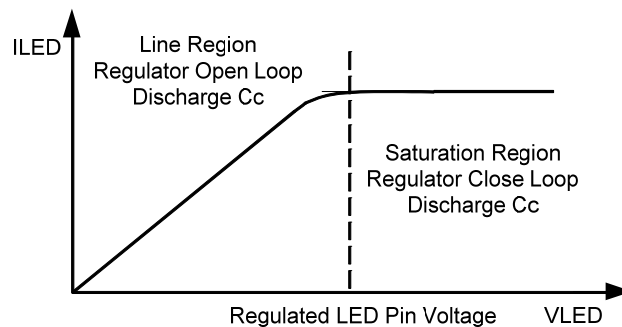 ILED
Line Region
Regulator Open Loop
Discharge Cc
Saturation Region
Regulator Close Loop
Discharge Cc
Regulated LED Pin Voltage
VLED